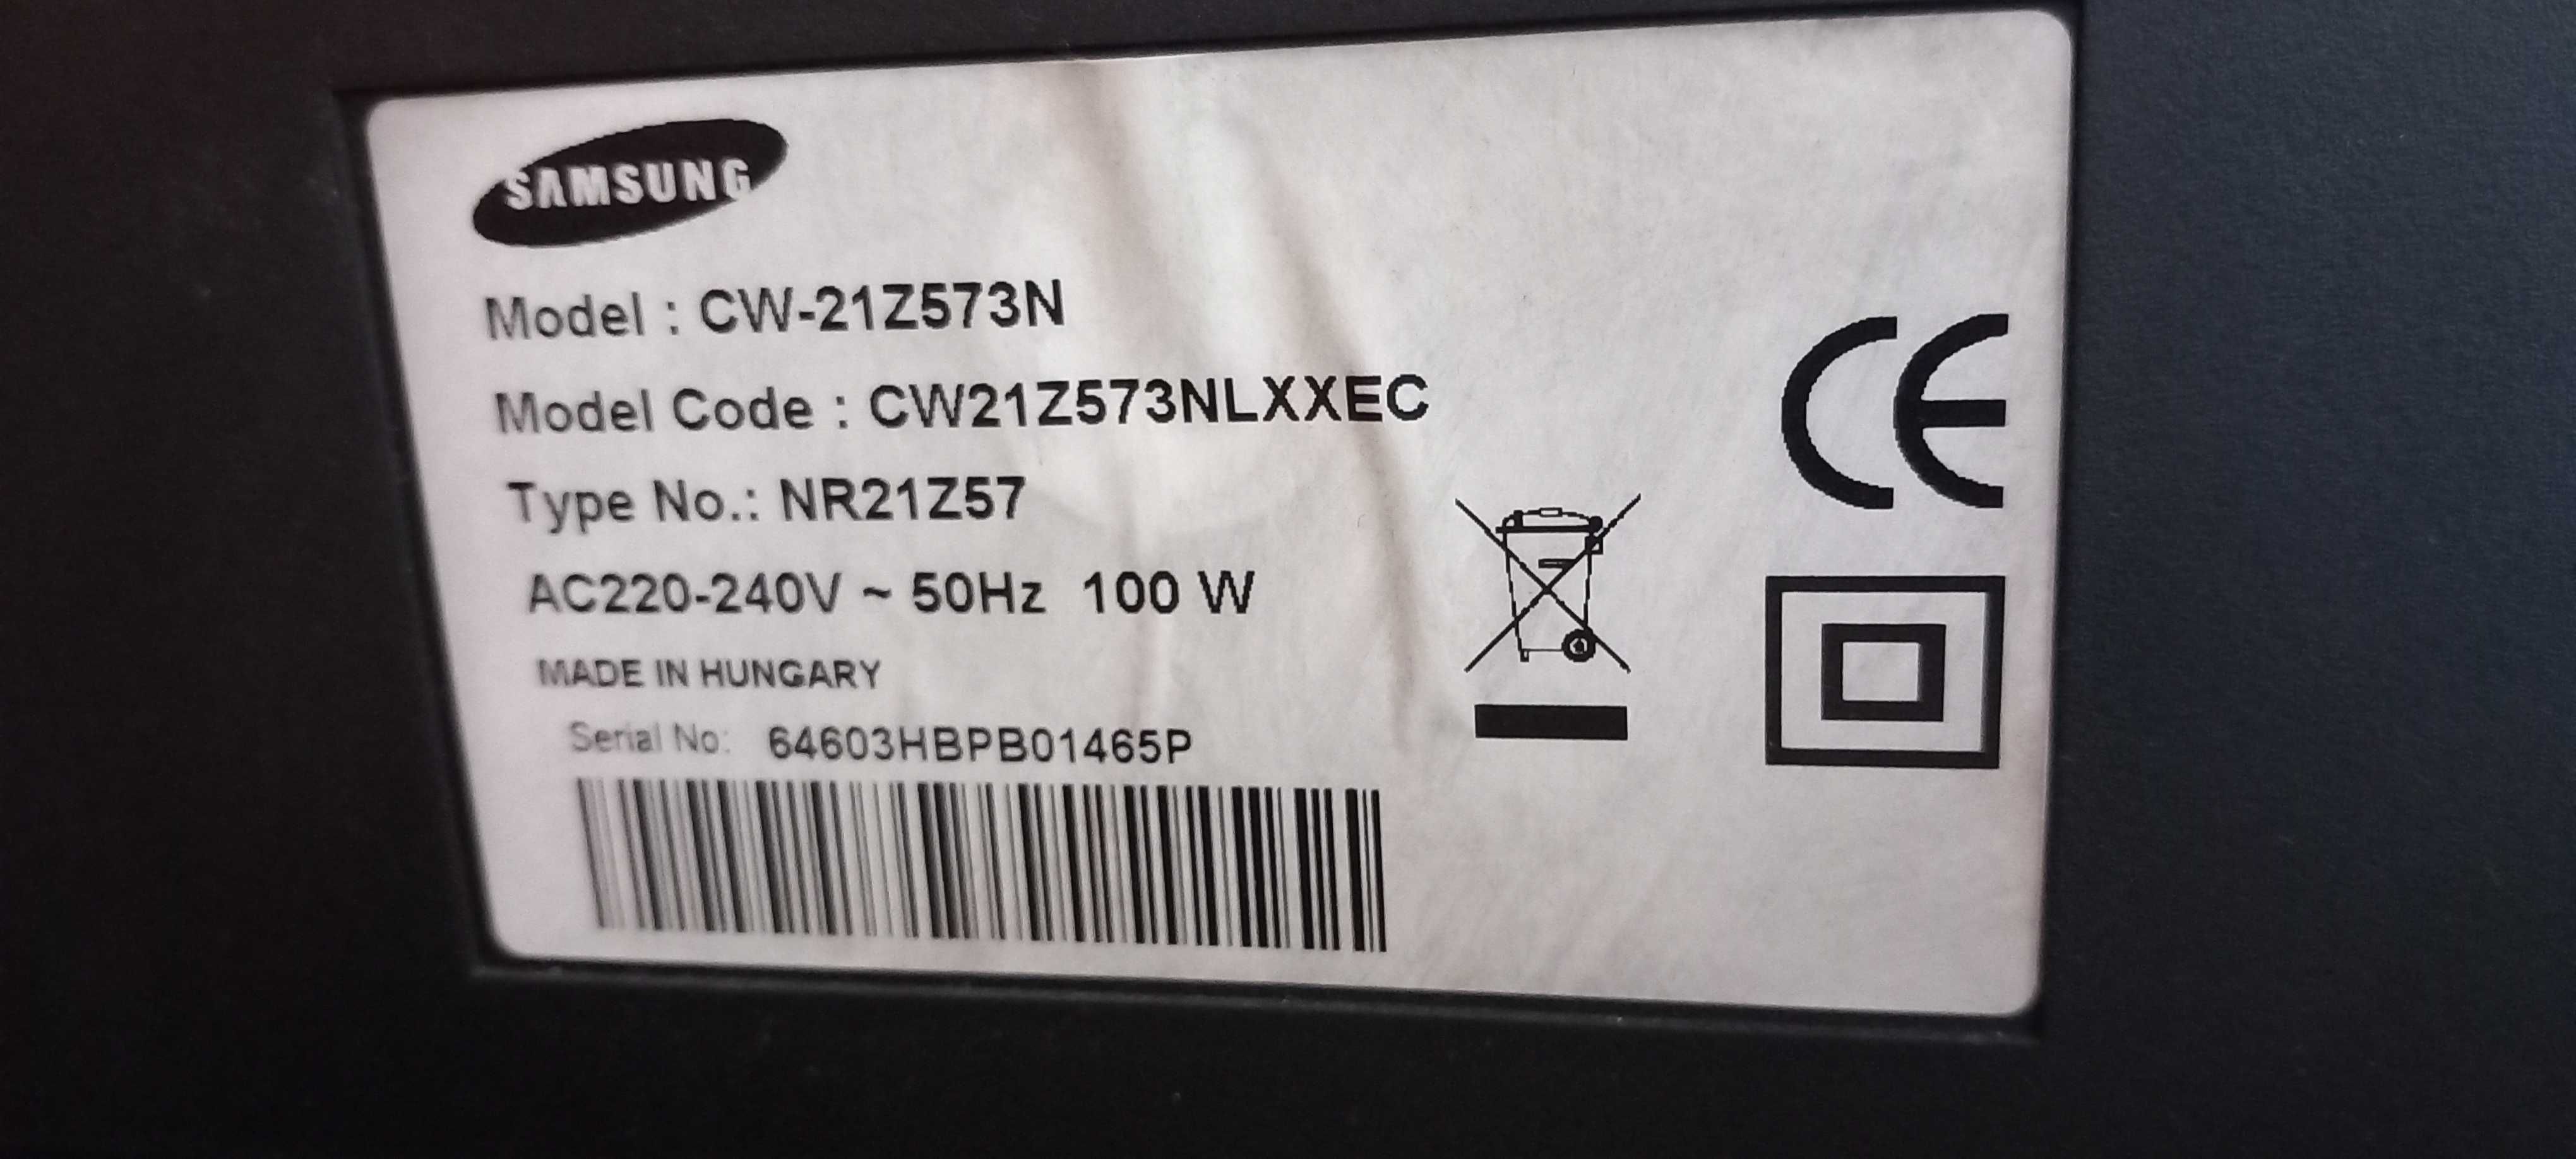 SAMSUNG
Model : CW-21Z573N
Model Code : CW21Z573NLXXEC
Type No.: NR21Z57
AC220-240V ~ 50Hz 100 W
MADE IN HUNGARY
Serial No: 64603HBPB01465P
CE